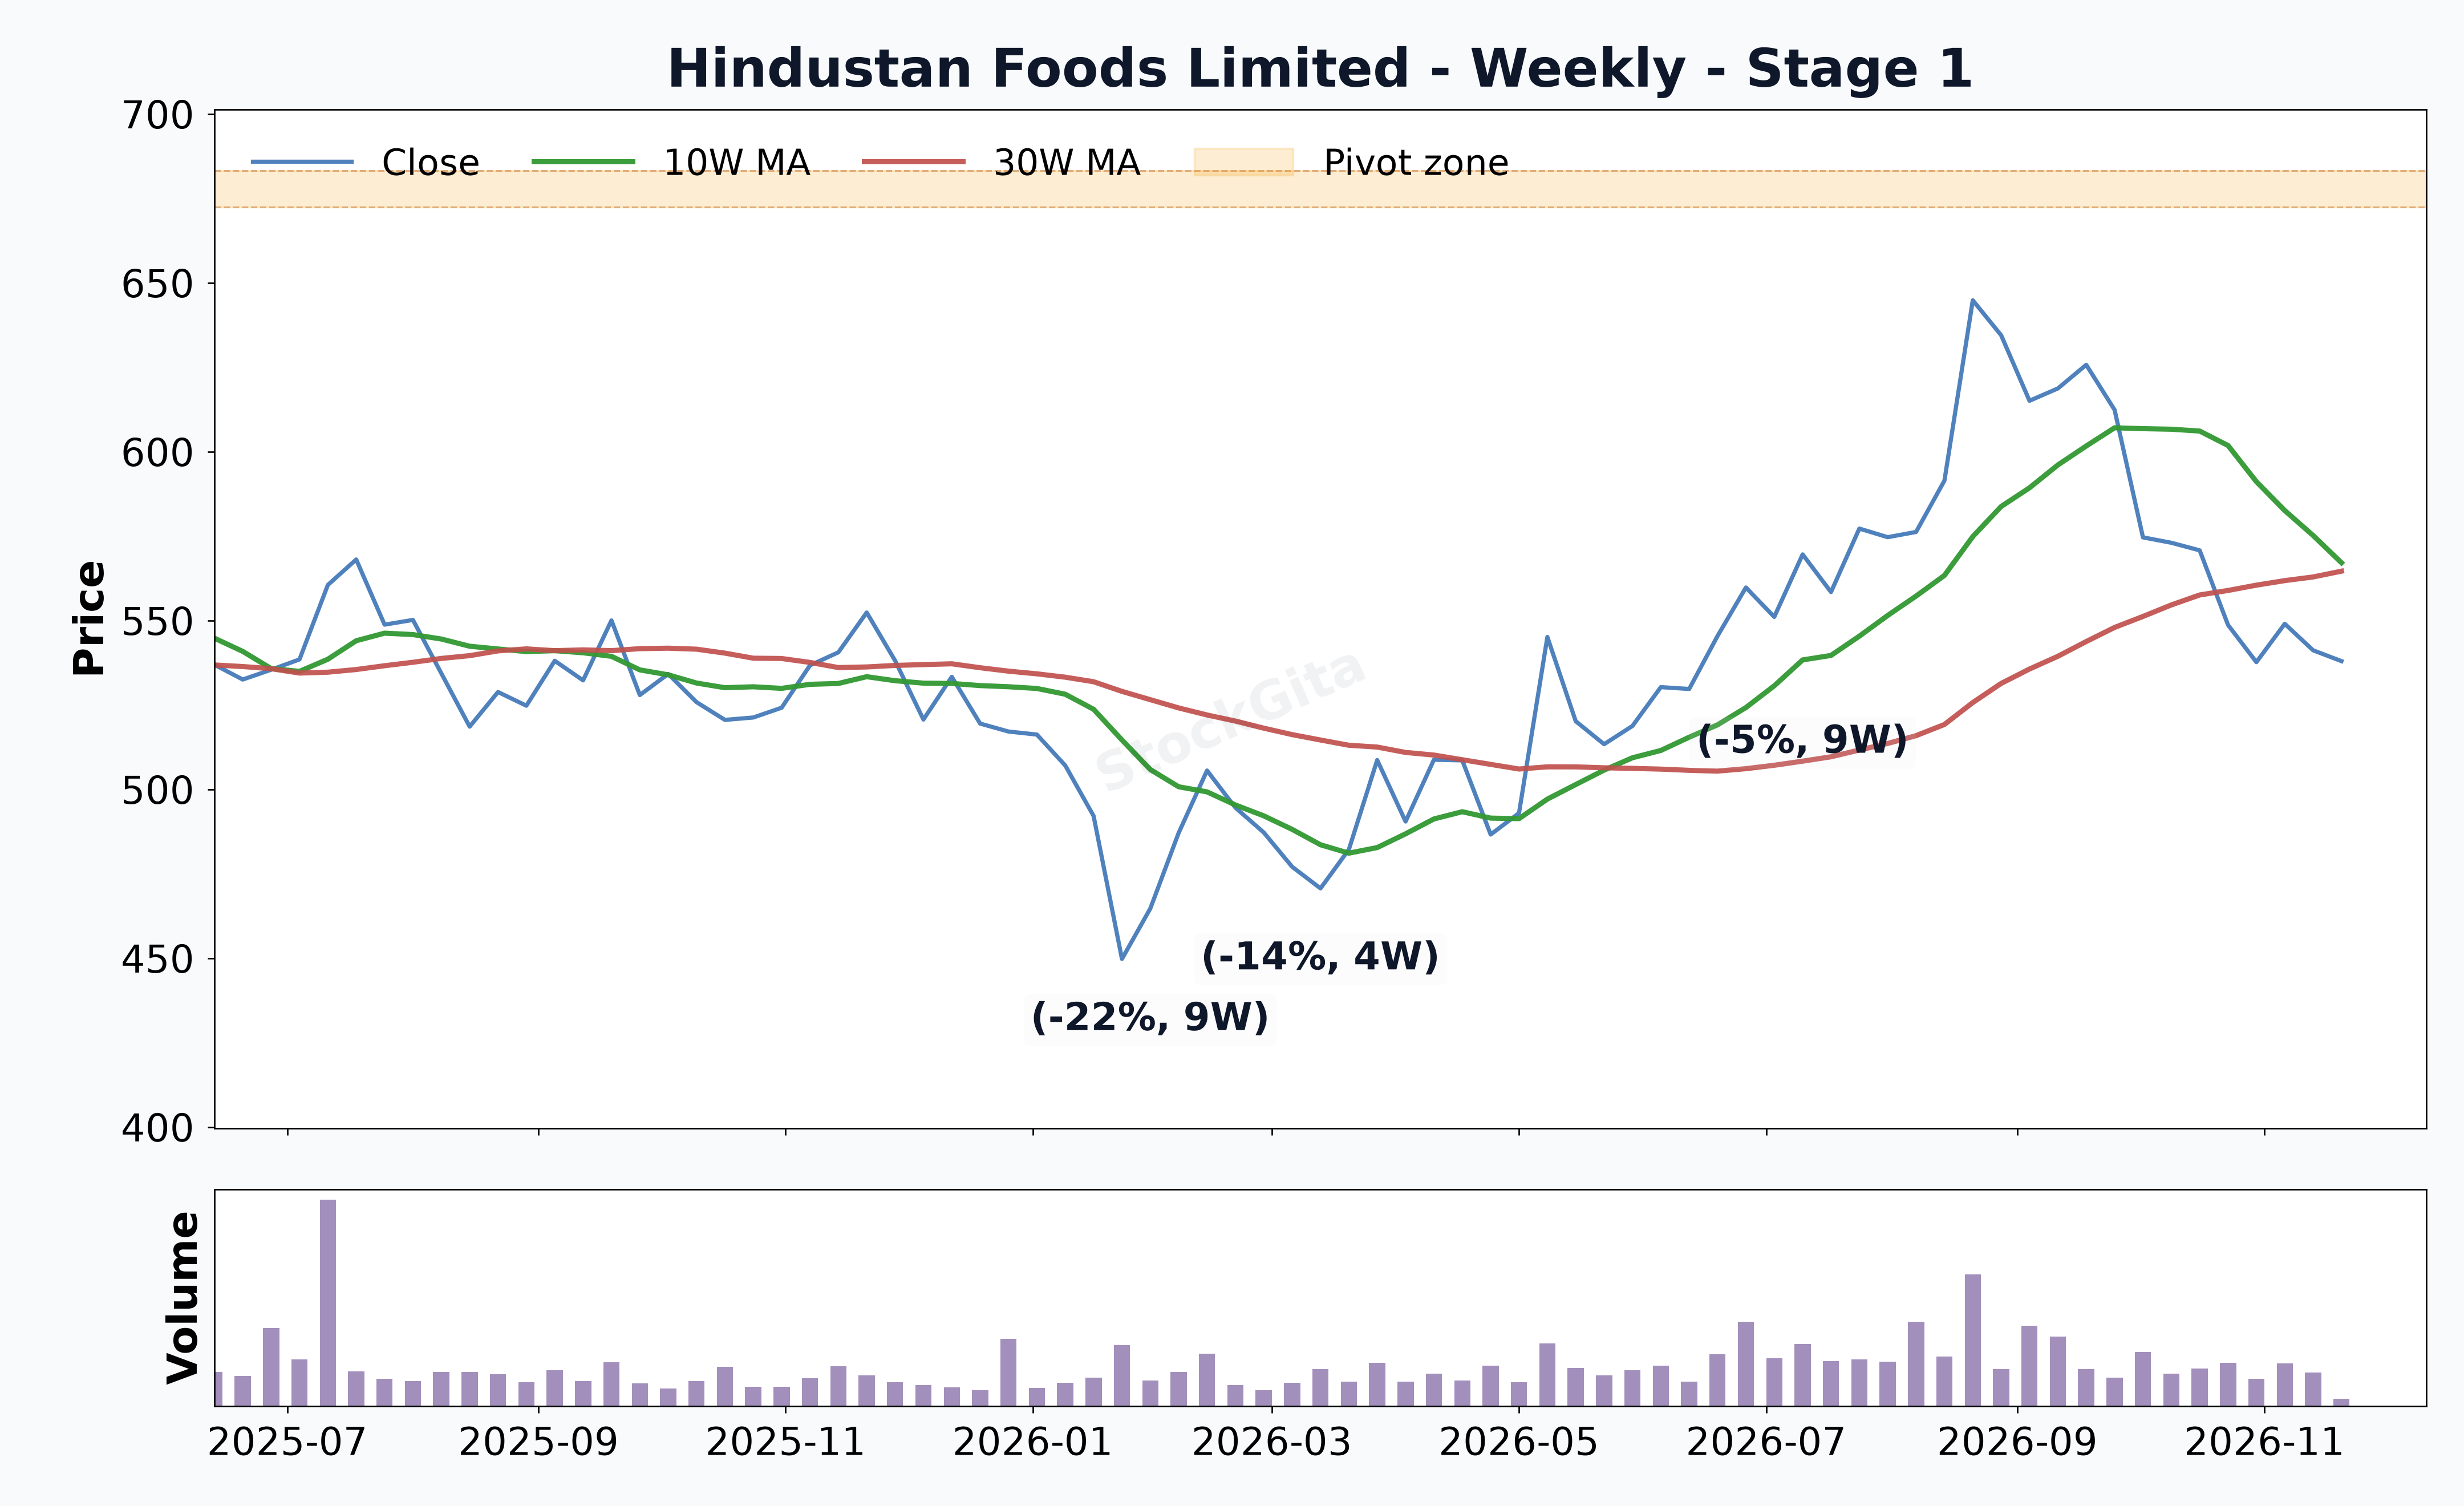 Hindustan Foods Limited - Weekly - Stage 1
Close 10W MA 30W MA Pivot zone
700
650
600
550
500
450
400
Price
StockGita
(-5%, 9W)
(-14%, 4W)
(-22%, 9W)
Volume
2025-07 2025-09 2025-11 2026-01 2026-03 2026-05 2026-07 2026-09 2026-11